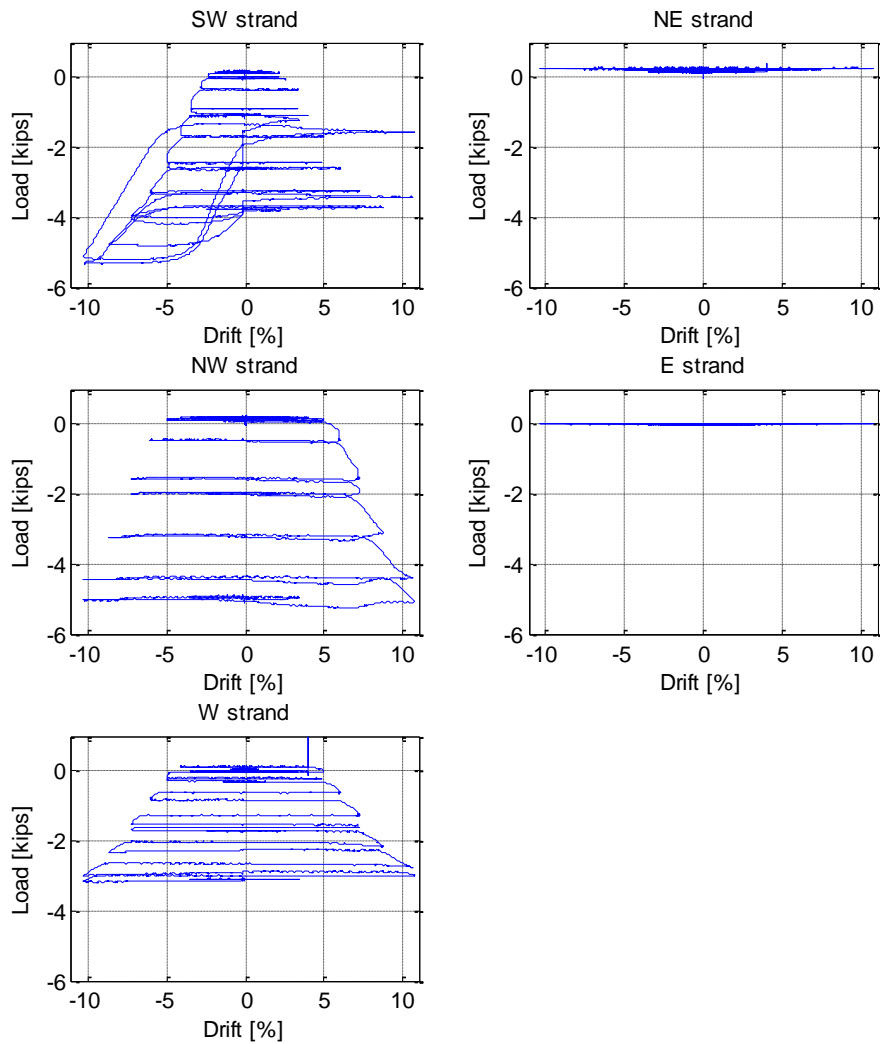 SW strand
0
-2
-4
-6
Load [kips]
-10 -5 0 5 10
Drift [%]
NE strand
0
-2
-4
-6
Load [kips]
-10 -5 0 5 10
Drift [%]
NW strand
0
-2
-4
-6
Load [kips]
-10 -5 0 5 10
Drift [%]
E strand
0
-2
-4
-6
Load [kips]
-10 -5 0 5 10
Drift [%]
W strand
0
-2
-4
-6
Load [kips]
-10 -5 0 5 10
Drift [%]